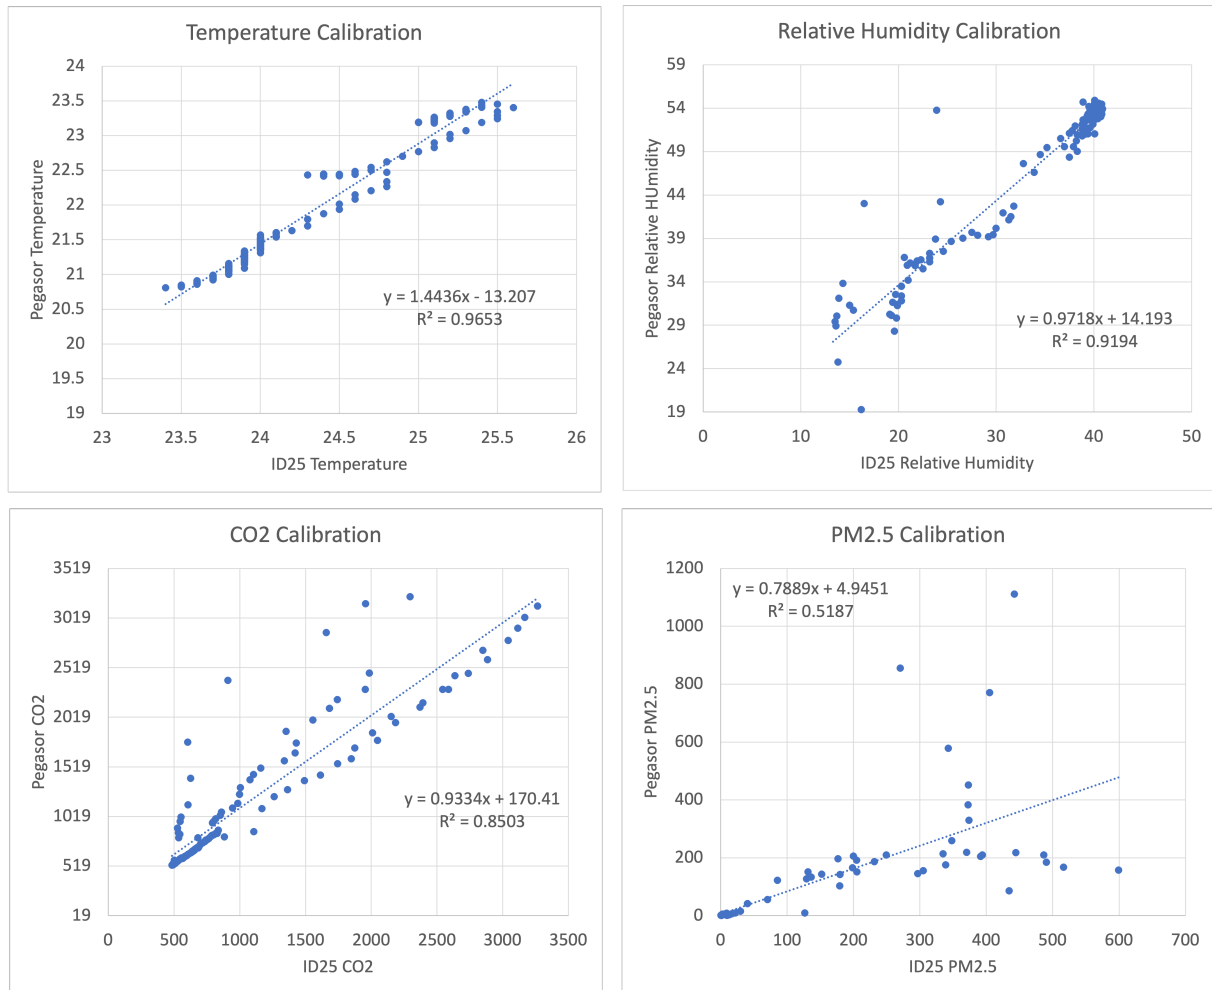 Temperature Calibration
24
23.5
23
22.5
22
21.5
21
20.5
20
19.5
19
Pegasor Temperature
y = 1.4436x - 13.207
R² = 0.9653
23 23.5 24 24.5 25 25.5 26
ID25 Temperature
Relative Humidity Calibration
59
54
49
44
39
34
29
24
19
Pegasor Relative HUmidity
y = 0.9718x + 14.193
R² = 0.9194
0 10 20 30 40 50
ID25 Relative Humidity
CO2 Calibration
3519
3019
2519
2019
1519
1019
519
19
Pegasor CO2
y = 0.9334x + 170.41
R² = 0.8503
0 500 1000 1500 2000 2500 3000 3500
ID25 CO2
PM2.5 Calibration
1200
1000
800
600
400
200
0
Pegasor PM2.5
y = 0.7889x + 4.9451
R² = 0.5187
0 100 200 300 400 500 600 700
ID25 PM2.5